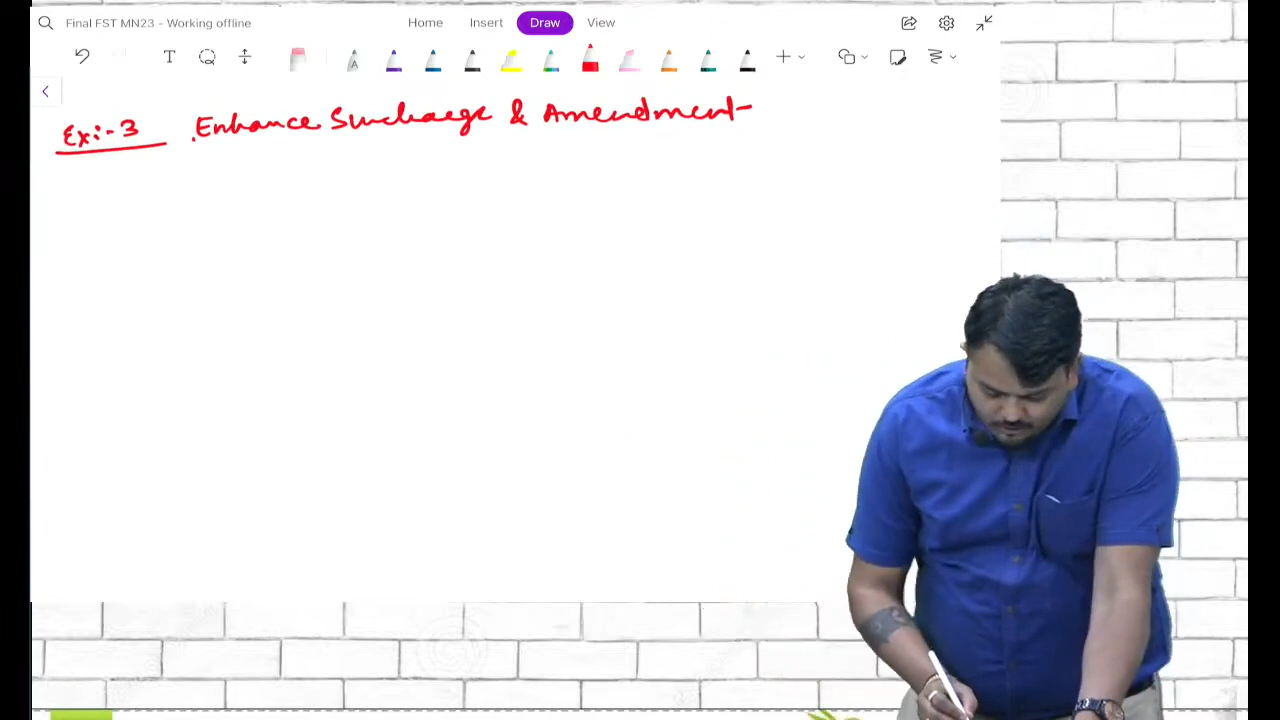 Final FST MN23 - Working offline
Home Insert Draw View
T
A
Ex:-3 Enhance Surcharge & Amendment